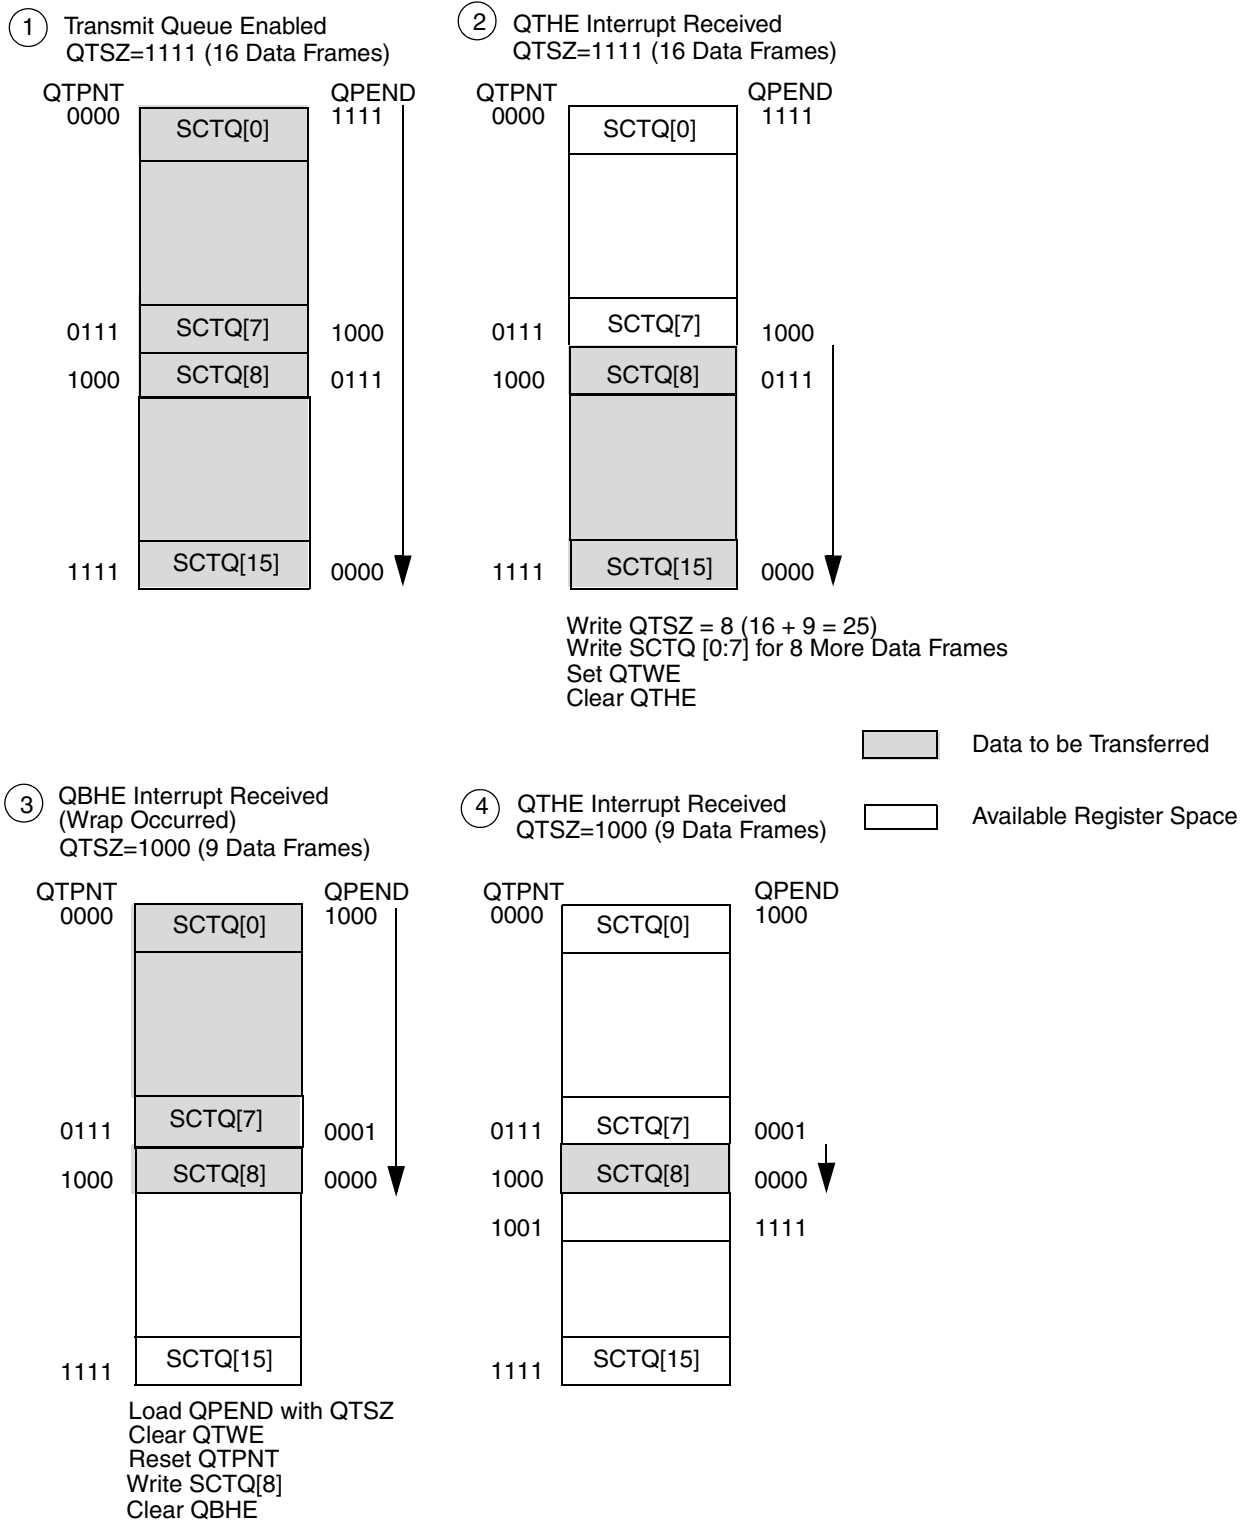 1
Transmit Queue Enabled
QTSZ=1111 (16 Data Frames)
QTPNT QPEND
0000 SCTQ[0] 1111
0111 SCTQ[7] 1000
1000 SCTQ[8] 0111
1111 SCTQ[15] 0000
2
QTHE Interrupt Received
QTSZ=1111 (16 Data Frames)
QTPNT QPEND
0000 SCTQ[0] 1111
0111 SCTQ[7] 1000
1000 SCTQ[8] 0111
1111 SCTQ[15] 0000
Write QTSZ = 8 (16 + 9 = 25)
Write SCTQ [0:7] for 8 More Data Frames
Set QTWE
Clear QTHE
Data to be Transferred
Available Register Space
3
QBHE Interrupt Received
(Wrap Occurred)
QTSZ=1000 (9 Data Frames)
QTPNT QPEND
0000 SCTQ[0] 1000
0111 SCTQ[7] 0001
1000 SCTQ[8] 0000
1111 SCTQ[15]
Load QPEND with QTSZ
Clear QTWE
Reset QTPNT
Write SCTQ[8]
Clear QBHE
4
QTHE Interrupt Received
QTSZ=1000 (9 Data Frames)
QTPNT QPEND
0000 SCTQ[0] 1000
0111 SCTQ[7] 0001
1000 SCTQ[8] 0000
1001 1111
1111 SCTQ[15]